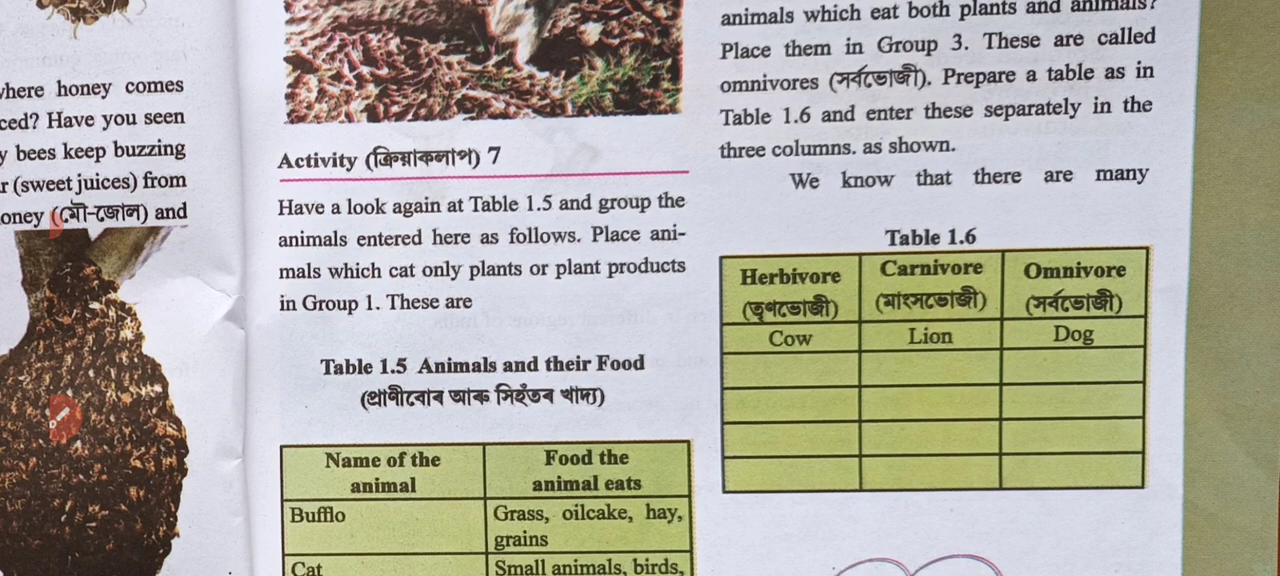 where honey comes
ced? Have you seen
y bees keep buzzing
r (sweet juices) from
oney (মৌ-জোল) and
Activity (ক্ৰিয়াকলাপ) 7
Have a look again at Table 1.5 and group the
animals entered here as follows. Place ani-
mals which cat only plants or plant products
in Group 1. These are
Table 1.5 Animals and their Food
(প্ৰাণীবোৰ আৰু সিহঁতৰ খাদ্য)
Name of the
animal
Food the
animal eats
Bufflo
Grass, oilcake, hay,
grains
Cat
Small animals, birds,
animals which eat both plants and animals?
Place them in Group 3. These are called
omnivores (সৰ্বভোজী). Prepare a table as in
Table 1.6 and enter these separately in the
three columns. as shown.
We know that there are many
Table 1.6
Herbivore
(তৃণভোজী)
Carnivore
(মাংসভোজী)
Omnivore
(সৰ্বভোজী)
Cow
Lion
Dog